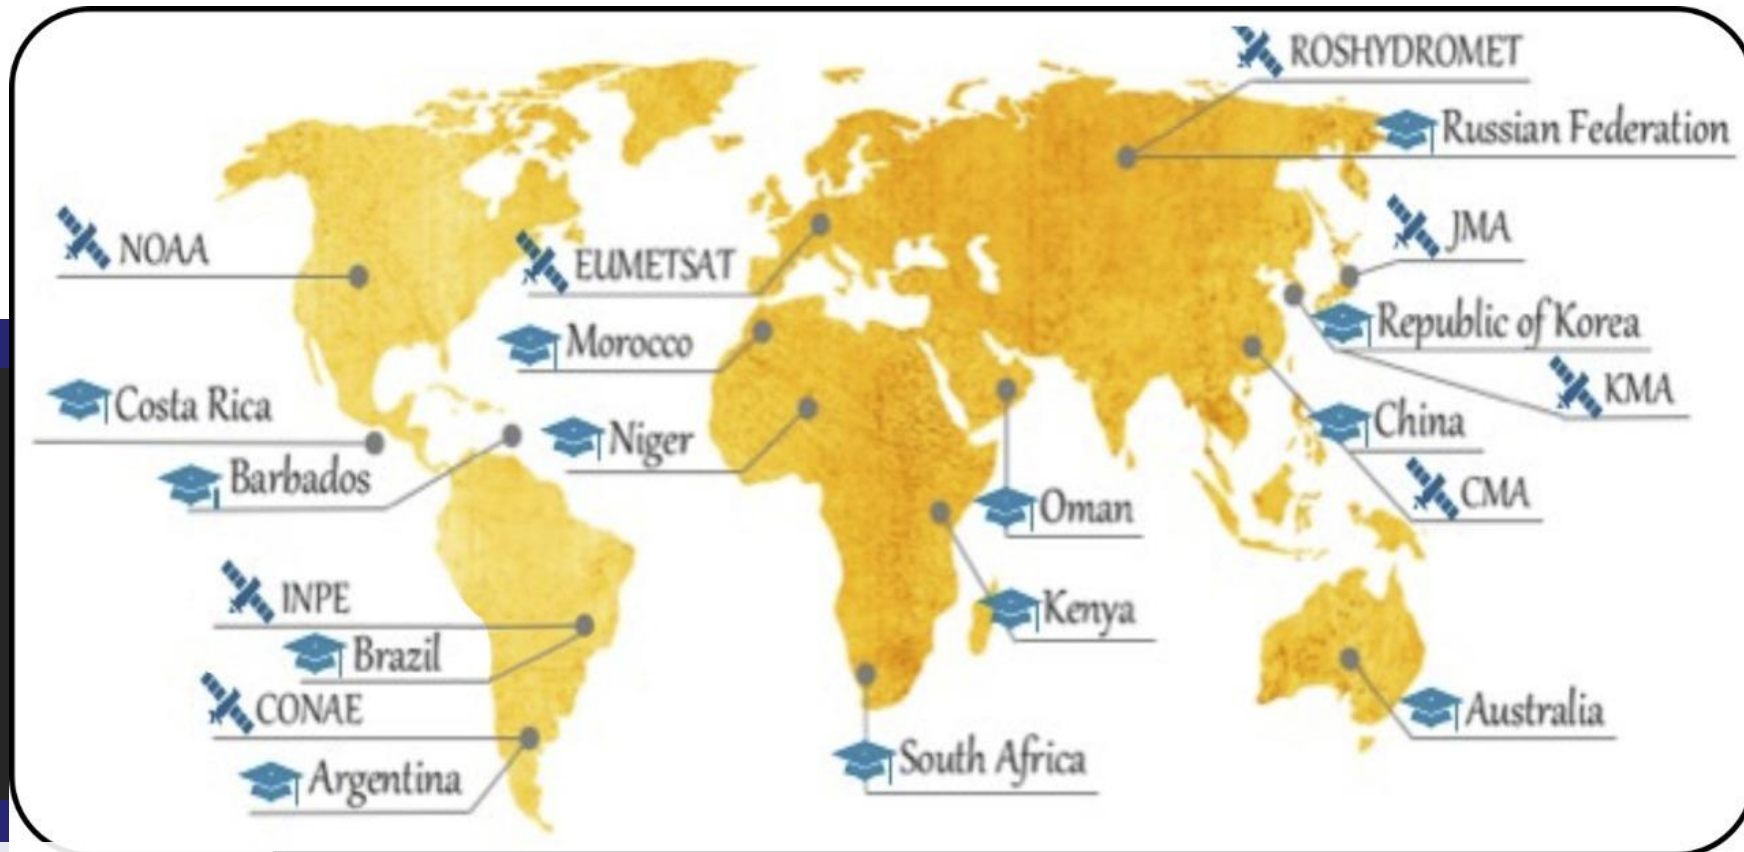 ROSHYDROMET
Russian Federation
NOAA
EUMETSAT
JMA
Morocco
Republic of Korea
Costa Rica
KMA
Barbados
Niger
China
Oman
CMA
INPE
Kenya
Brazil
CONAE
Australia
Argentina
South Africa